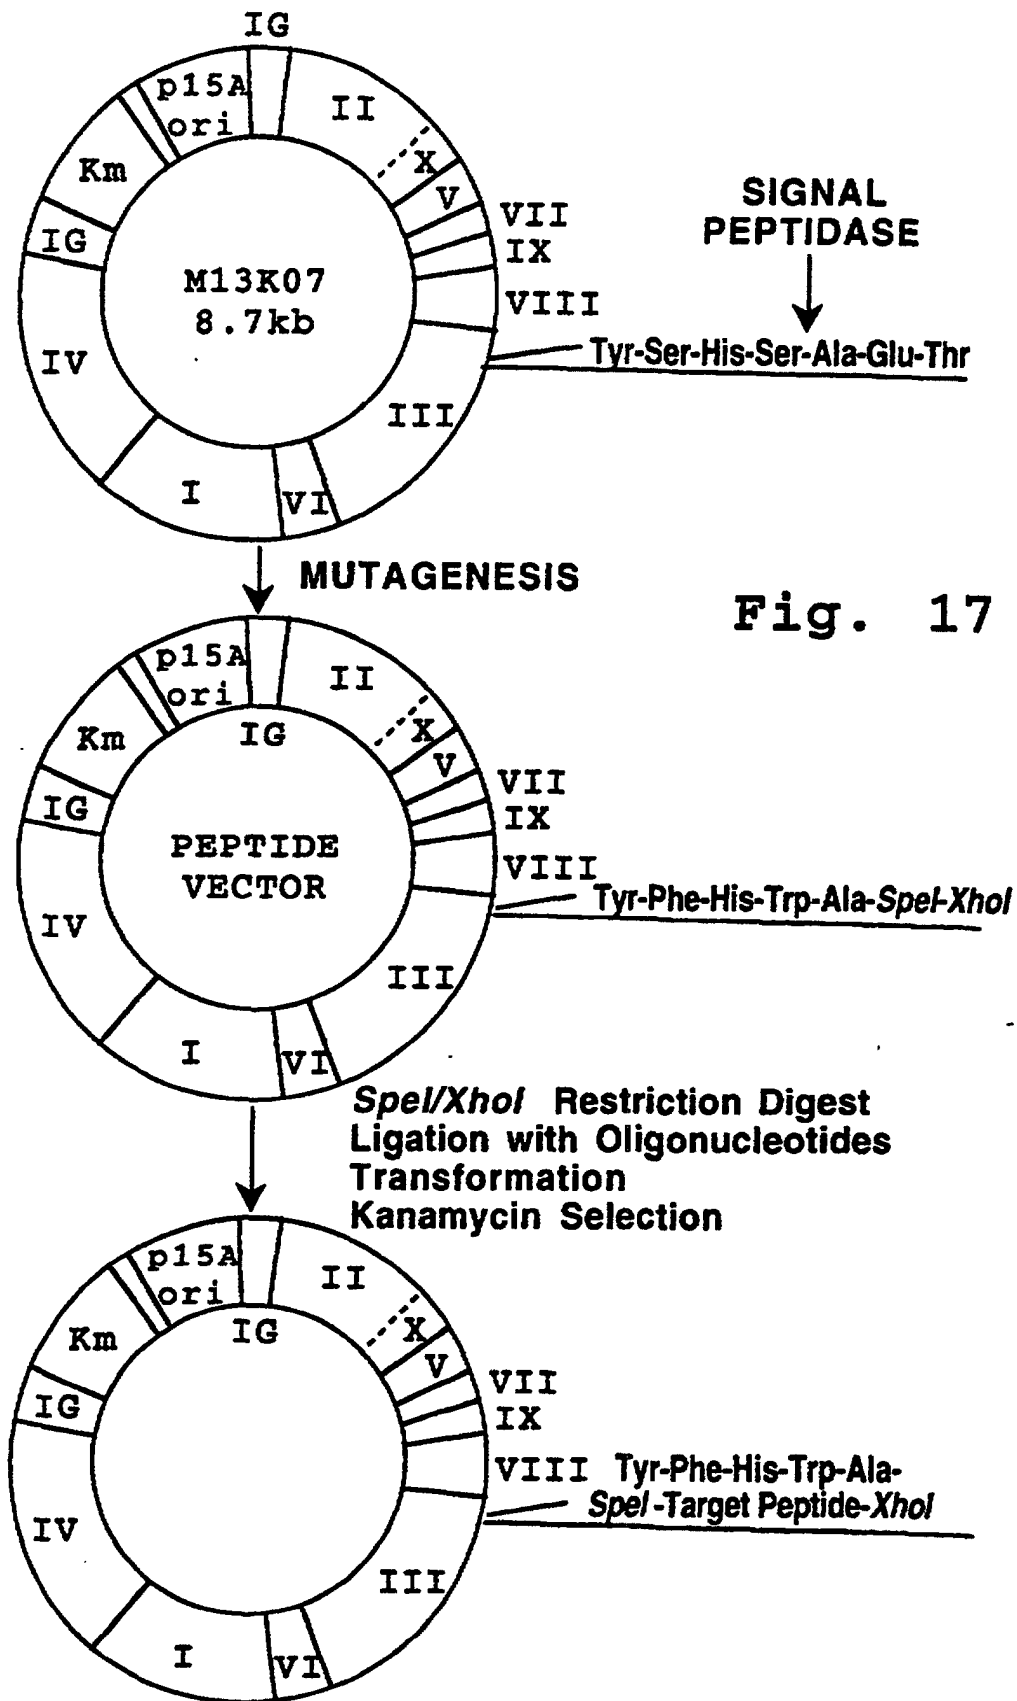 IG
p15A
ori
II
X
Km
V
VII
IG
IX
M13K07
8.7kb
VIII
IV
III
I
VI
SIGNAL
PEPTIDASE
Tyr-Ser-His-Ser-Ala-Glu-Thr
MUTAGENESIS
Fig. 17
p15A
ori
II
IG
X
Km
V
VII
IG
IX
PEPTIDE
VECTOR
VIII
Tyr-Phe-His-Trp-Ala-SpeI-XhoI
IV
III
I
VI
SpeI/XhoI Restriction Digest
Ligation with Oligonucleotides
Transformation
Kanamycin Selection
p15A
ori
II
IG
X
Km
V
VII
IG
IX
VIII
Tyr-Phe-His-Trp-Ala-
SpeI-Target Peptide-XhoI
IV
III
I
VI